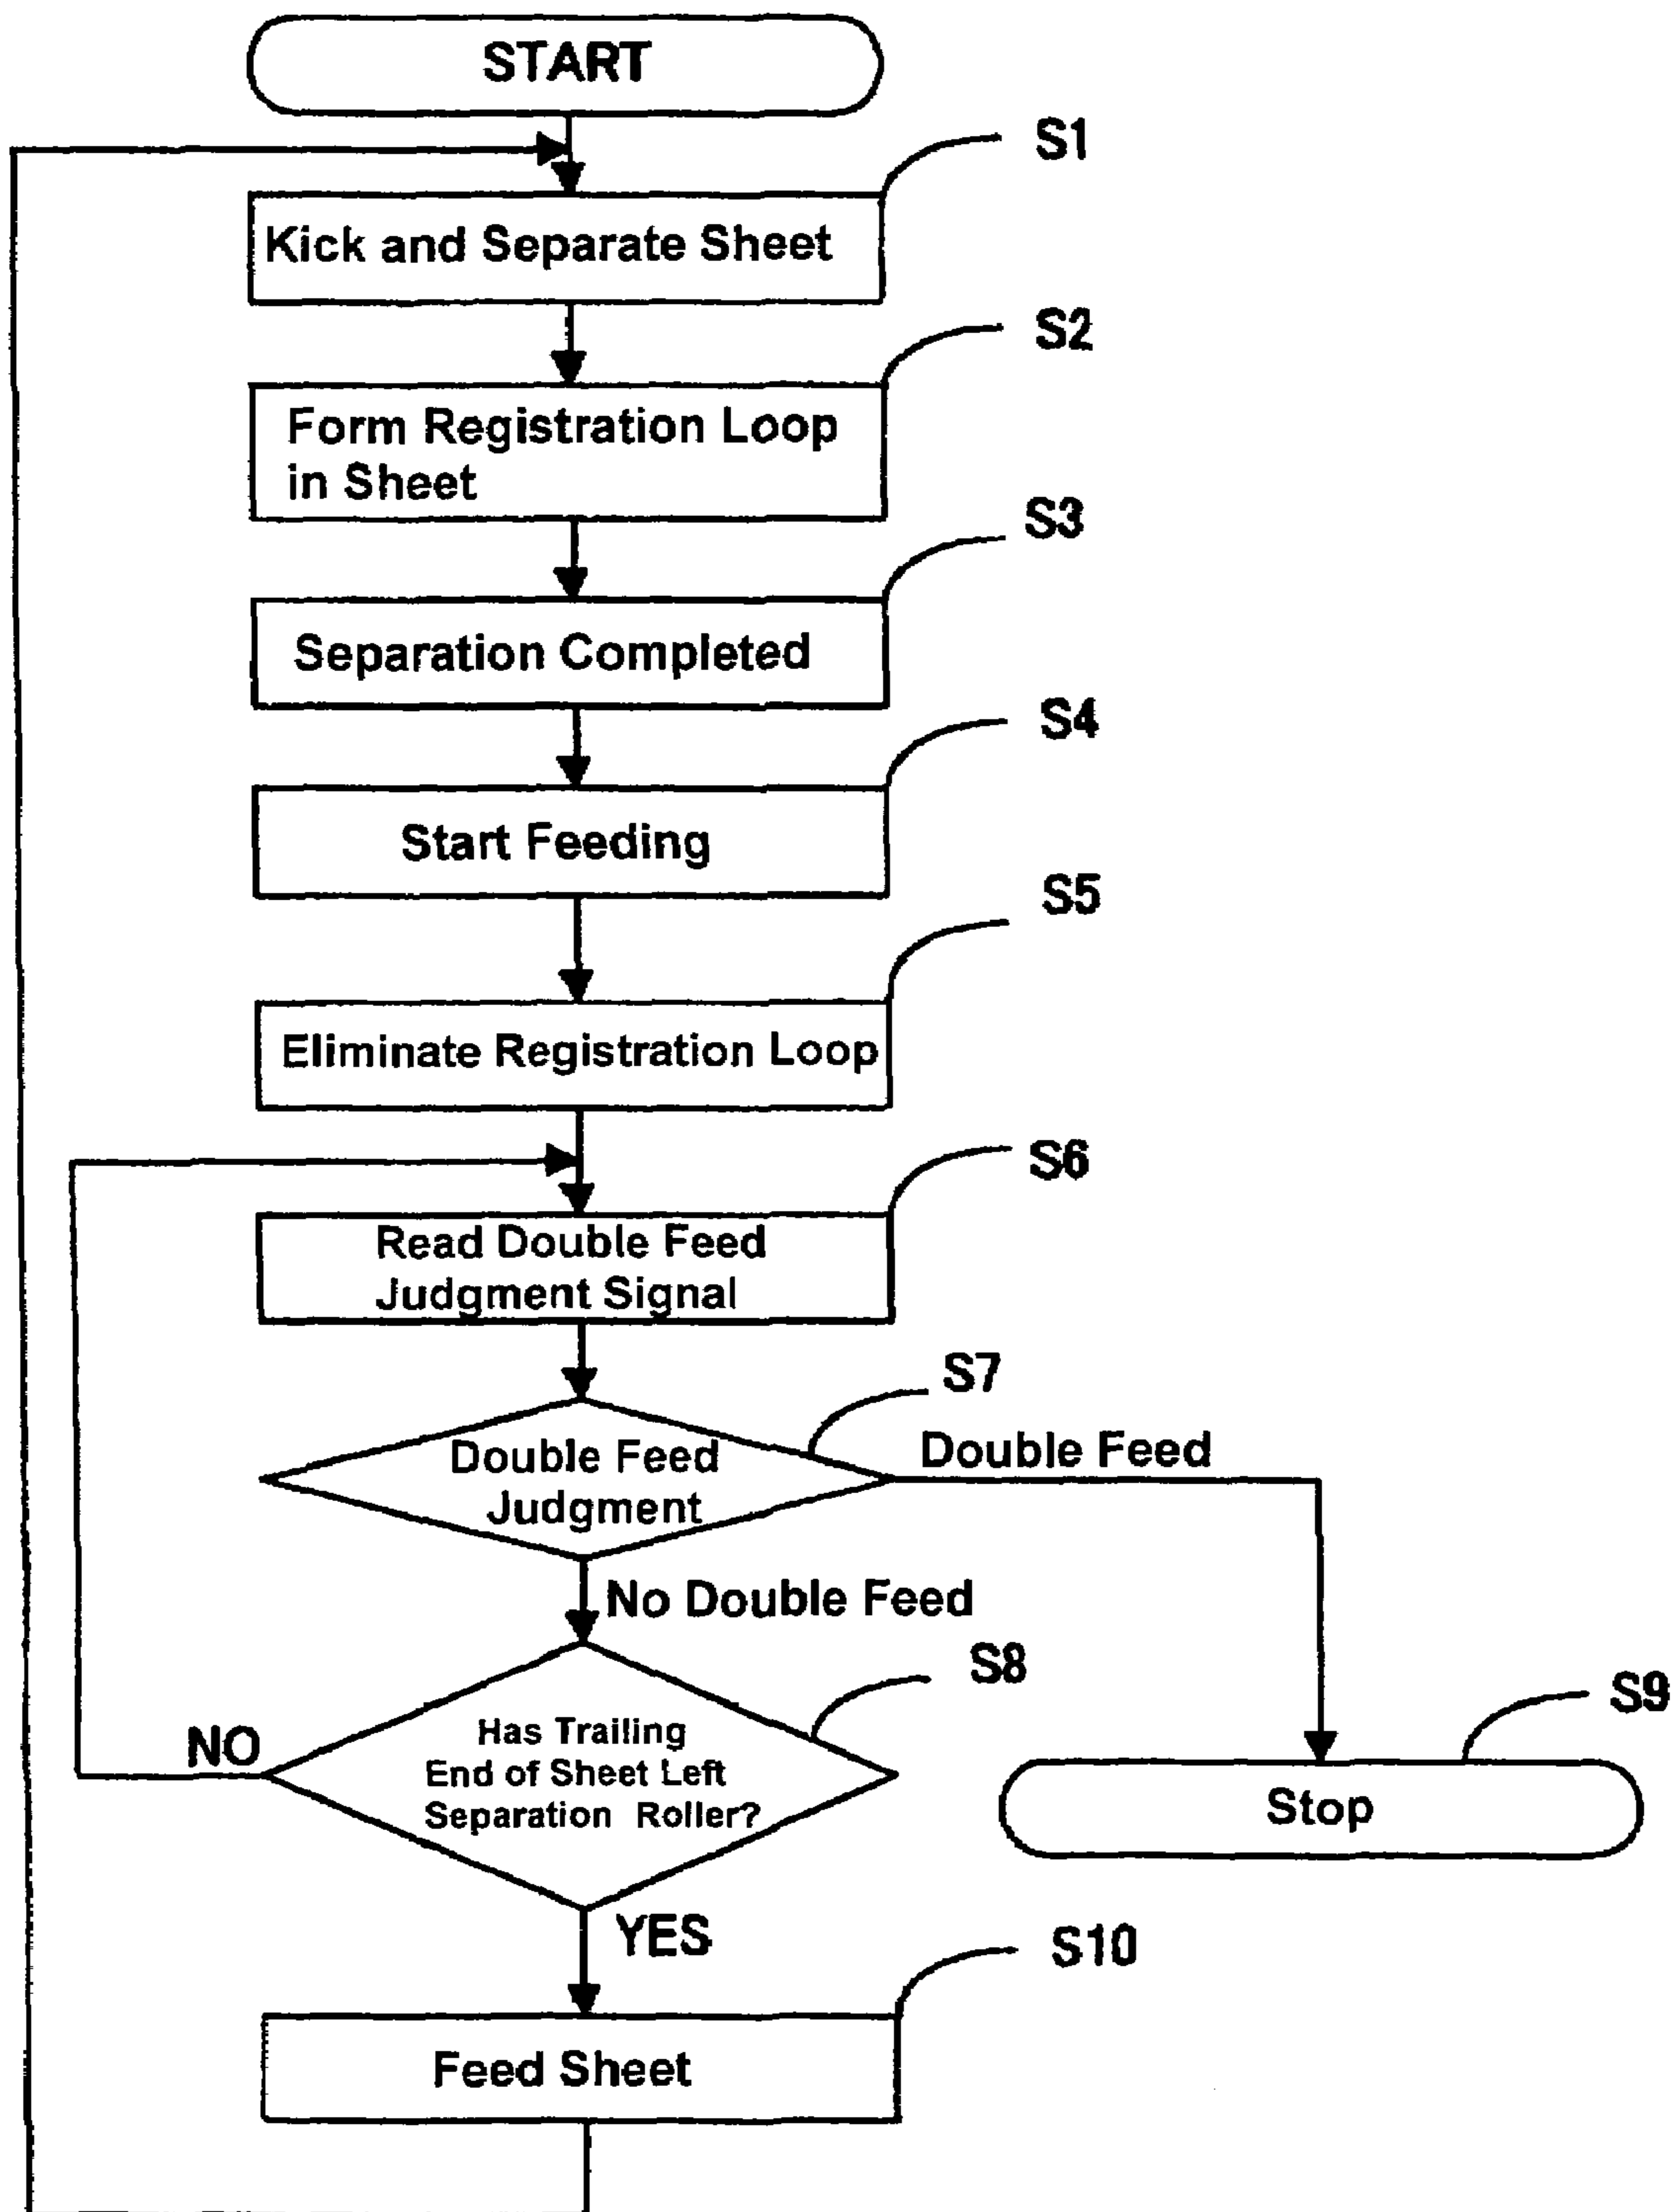 START
S1
Kick and Separate Sheet
S2
Form Registration Loop
in Sheet
S3
Separation Completed
S4
Start Feeding
S5
Eliminate Registration Loop
S6
Read Double Feed
Judgment Signal
S7
Double Feed
Judgment
Double Feed
No Double Feed
S8
Has Trailing
End of Sheet Left
Separation Roller?
NO
S9
Stop
YES
S10
Feed Sheet